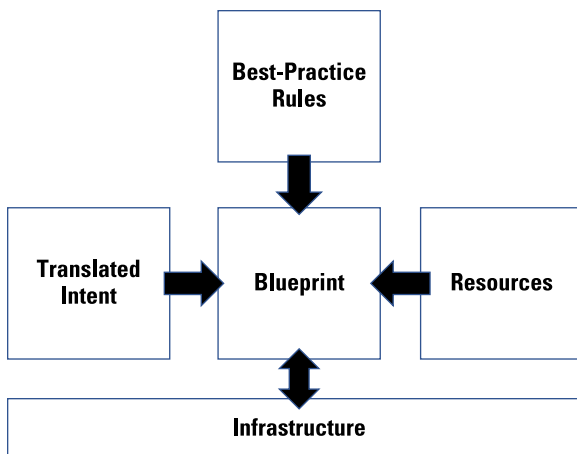 Best-Practice
Rules
Translated
Intent
Blueprint
Resources
Infrastructure